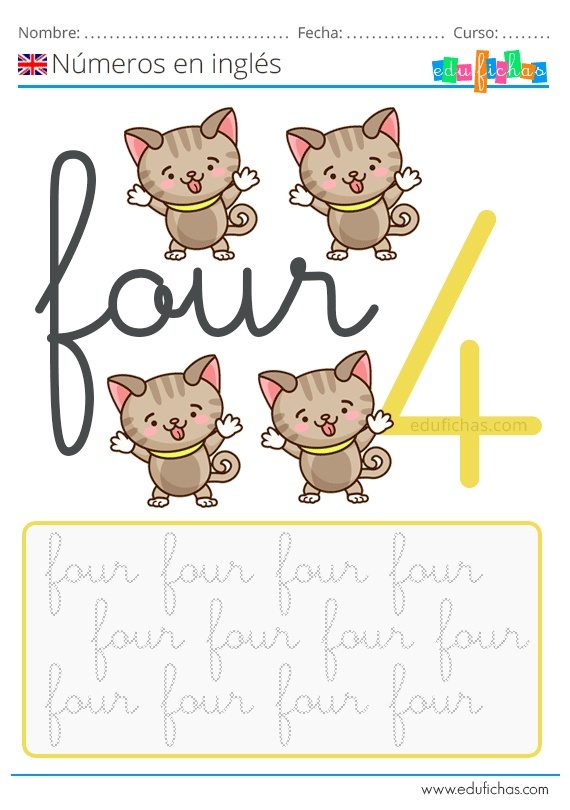 Nombre: ................................ Fecha: ................ Curso: ........
Números en inglés
edufichas
four
4
edufichas.com
four four four four
four four four four
four four four four
www.edufichas.com